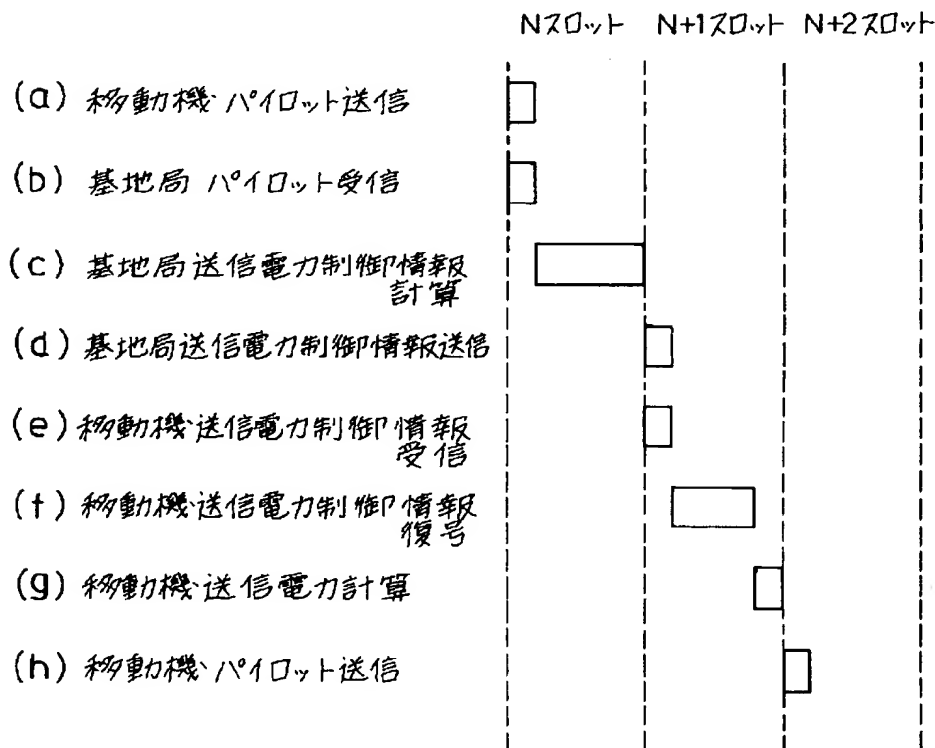 Nスロット N+1スロット N+2スロット
(a) 移動機パイロット送信
(b) 基地局 パイロット受信
(c) 基地局送信電力制御情報
計算
(d) 基地局送信電力制御情報送信
(e) 移動機送信電力制御情報
受信
(f) 移動機送信電力制御情報
復号
(g) 移動機送信電力計算
(h) 移動機パイロット送信